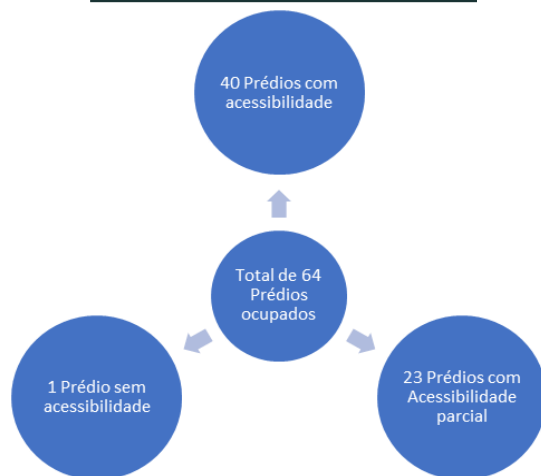 40 Prédios com
acessibilidade
Total de 64
Prédios
ocupados
1 Prédio sem
acessibilidade
23 Prédios com
Acessibilidade
parcial